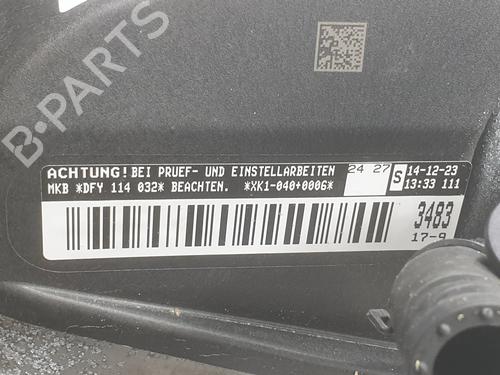 B-PARTS
24 27
ACHTUNG! BEI PRUEF- UND EINSTELLARBEITEN S 14-12-23
MKB *DFY 114 032* BEACHTEN. *XK1-040+0006* 13:33 111
3483
17-9